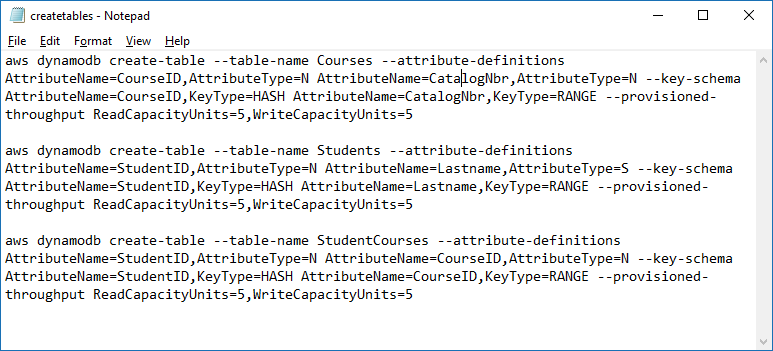 createtables - Notepad
File Edit Format View Help
aws dynamodb create-table --table-name Courses --attribute-definitions
AttributeName=CourseID,AttributeType=N AttributeName=CatalogNbr,AttributeType=N --key-schema
AttributeName=CourseID,KeyType=HASH AttributeName=CatalogNbr,KeyType=RANGE --provisioned-
throughput ReadCapacityUnits=5,WriteCapacityUnits=5
aws dynamodb create-table --table-name Students --attribute-definitions
AttributeName=StudentID,AttributeType=N AttributeName=Lastname,AttributeType=S --key-schema
AttributeName=StudentID,KeyType=HASH AttributeName=Lastname,KeyType=RANGE --provisioned-
throughput ReadCapacityUnits=5,WriteCapacityUnits=5
aws dynamodb create-table --table-name StudentCourses --attribute-definitions
AttributeName=StudentID,AttributeType=N AttributeName=CourseID,AttributeType=N --key-schema
AttributeName=StudentID,KeyType=HASH AttributeName=CourseID,KeyType=RANGE --provisioned-
throughput ReadCapacityUnits=5,WriteCapacityUnits=5